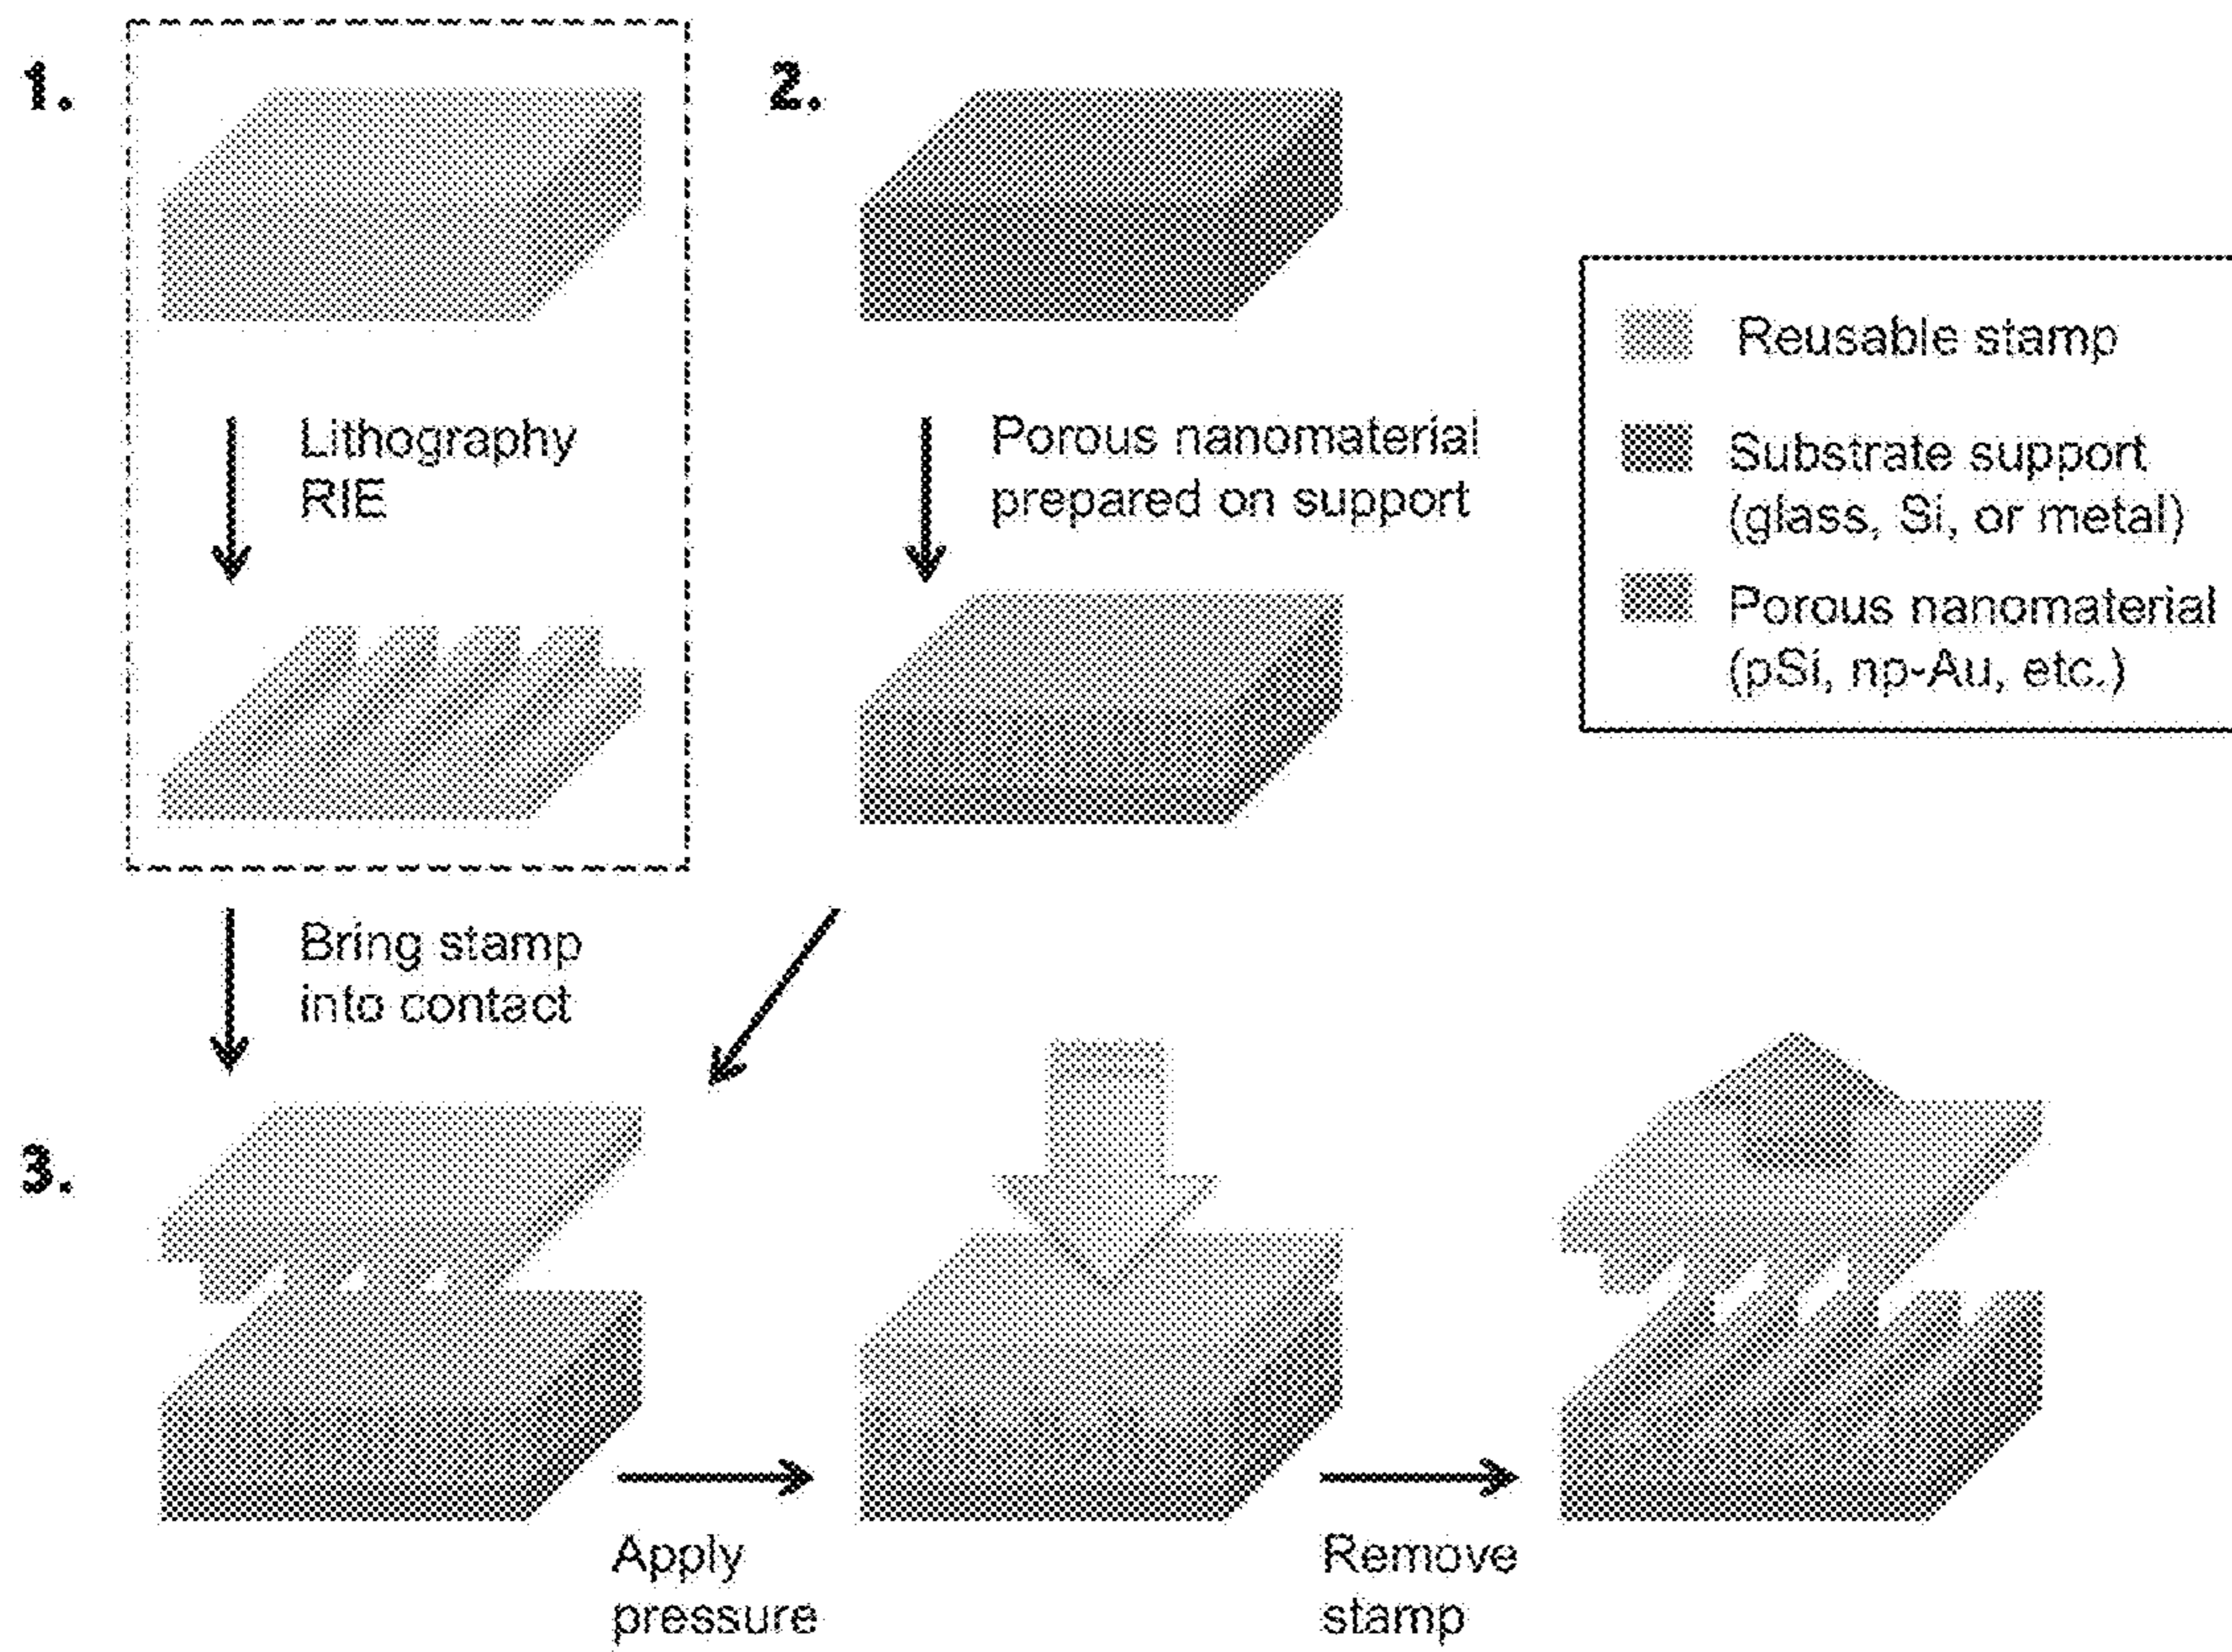 1.
Lithography
RIE
2.
Porous nanomaterial
prepared on support
Reusable stamp
Substrate support
(glass, Si, or metal)
Porous nanomaterial
(pSi, np-Au, etc.)
Bring stamp
into contact
3.
Apply
pressure
Remove
stamp